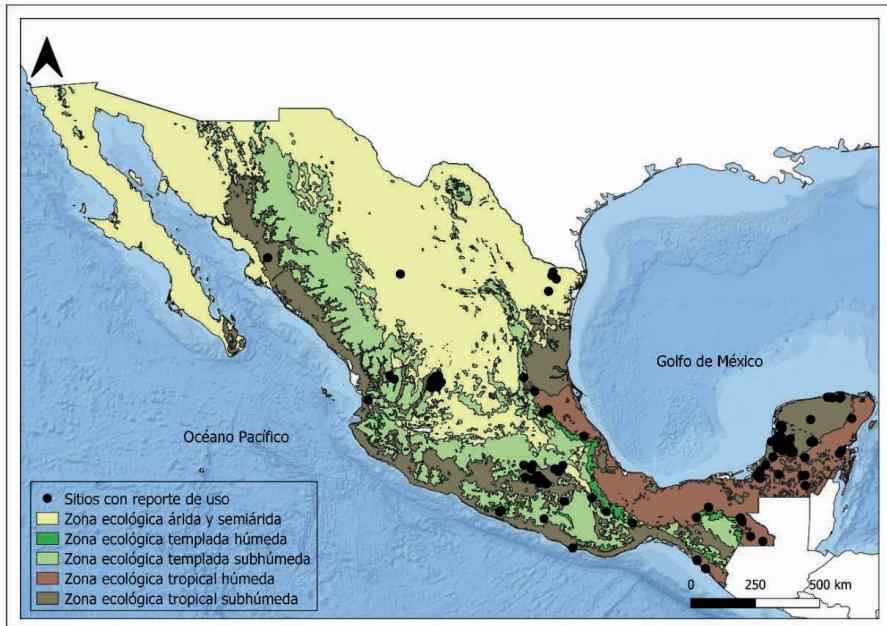 Golfo de México
Océano Pacífico
Sitios con reporte de uso
Zona ecológica árida y semiárida
Zona ecológica templada húmeda
Zona ecológica templada subhúmeda
Zona ecológica tropical húmeda
Zona ecológica tropical subhúmeda
0 250 500 km